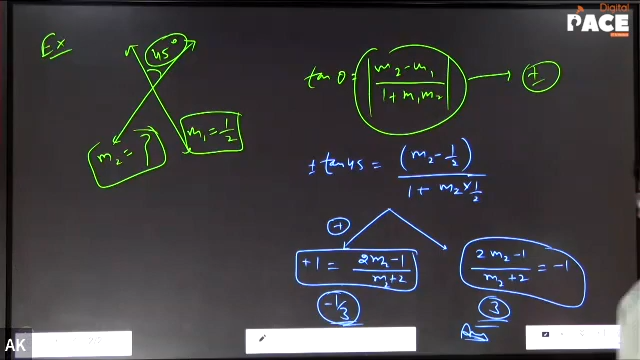 Digital
PACE
Ex
45°
m₂ = ?
m₁ = 1/2
tan θ = |m₂ - m₁ / 1 + m₁m₂| → ±
± tan 45 = (m₂ - 1/2) / 1 + m₂ × 1/2
+
+1 = 2m₂ - 1 / m₂ + 2
-1/3
2m₂ - 1 / m₂ + 2 = -1
3
Ans
AK